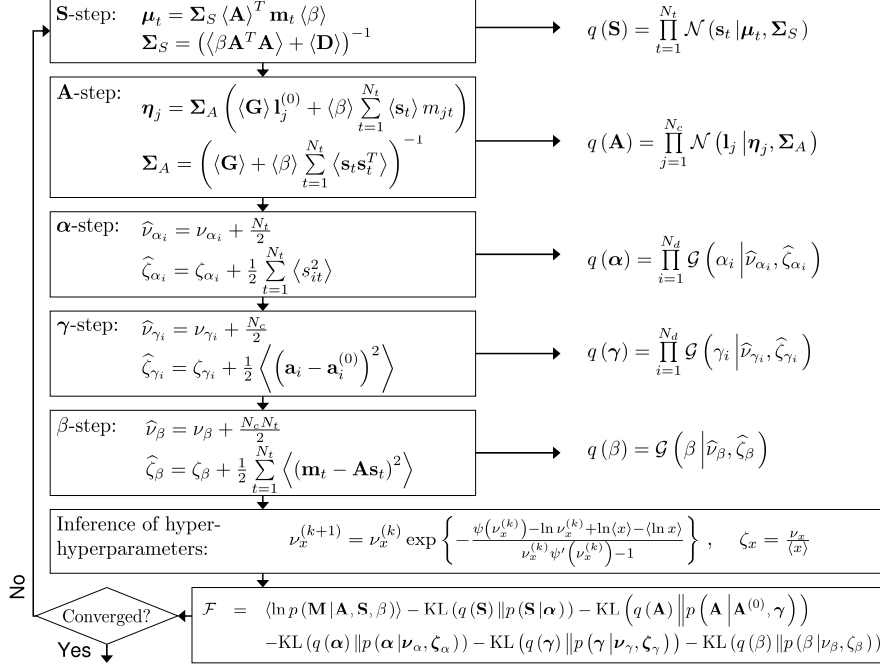 S-step: μ_t = Σ_S ⟨A⟩^T m_t ⟨β⟩
Σ_S = (⟨βA^T A⟩ + ⟨D⟩)^{-1}
q(S) = ∏_{t=1}^{N_t} N(s_t | μ_t, Σ_S)
A-step: η_j = Σ_A (⟨G⟩ l_j^{(0)} + ⟨β⟩ ∑_{t=1}^{N_t} ⟨s_t⟩ m_{jt})
Σ_A = (⟨G⟩ + ⟨β⟩ ∑_{t=1}^{N_t} ⟨s_t s_t^T⟩)^{-1}
q(A) = ∏_{j=1}^{N_c} N(l_j | η_j, Σ_A)
α-step: ν̂_{α_i} = ν_{α_i} + N_t/2
ζ̂_{α_i} = ζ_{α_i} + 1/2 ∑_{t=1}^{N_t} ⟨s_{it}^2⟩
q(α) = ∏_{i=1}^{N_d} G(α_i | ν̂_{α_i}, ζ̂_{α_i})
γ-step: ν̂_{γ_i} = ν_{γ_i} + N_c/2
ζ̂_{γ_i} = ζ_{γ_i} + 1/2 ⟨(a_i − a_i^{(0)})^2⟩
q(γ) = ∏_{i=1}^{N_d} G(γ_i | ν̂_{γ_i}, ζ̂_{γ_i})
β-step: ν̂_β = ν_β + N_c N_t/2
ζ̂_β = ζ_β + 1/2 ∑_{t=1}^{N_t} ⟨(m_t − As_t)^2⟩
q(β) = G(β | ν̂_β, ζ̂_β)
Inference of hyper-
hyperparameters: ν_x^{(k+1)} = ν_x^{(k)} exp{−(ψ(ν_x^{(k)}) − ln ν_x^{(k)} + ln⟨x⟩ − ⟨ln x⟩)/(ν_x^{(k)} ψ′(ν_x^{(k)}) − 1)} , ζ_x = ν_x/⟨x⟩
No
Converged?
Yes
F = ⟨ln p(M | A, S, β)⟩ − KL(q(S) ‖ p(S | α)) − KL(q(A) ‖ p(A | A^{(0)}, γ))
−KL(q(α) ‖ p(α | ν_α, ζ_α)) − KL(q(γ) ‖ p(γ | ν_γ, ζ_γ)) − KL(q(β) ‖ p(β | ν_β, ζ_β))